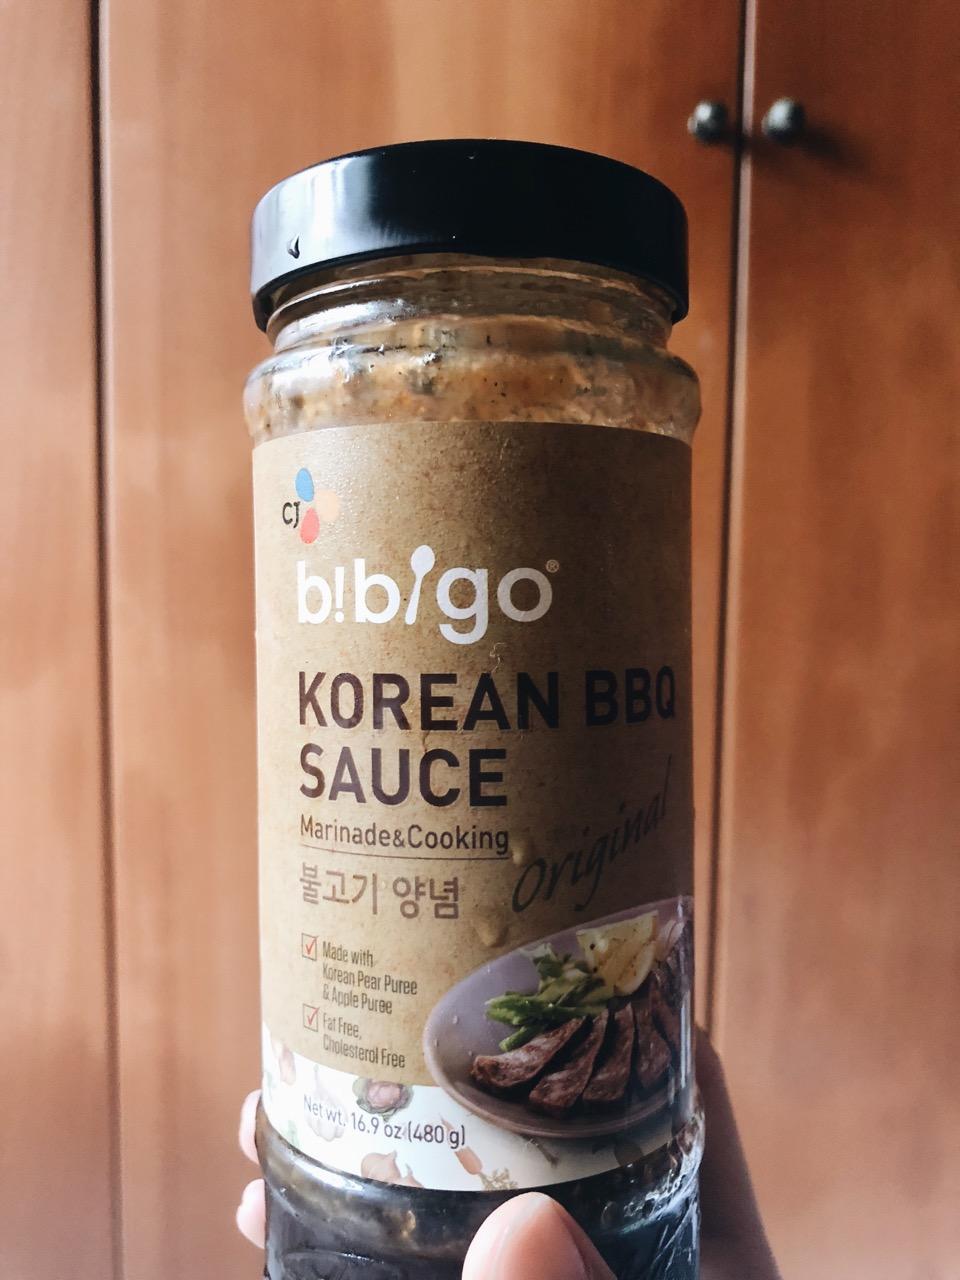 CJ
b!bigo®
KOREAN BBQ
SAUCE
Marinade&Cooking
Original
불고기 양념
Made with
Korean Pear Puree
& Apple Puree
Fat Free,
Cholesterol Free
Net wt. 16.9 oz (480 g)